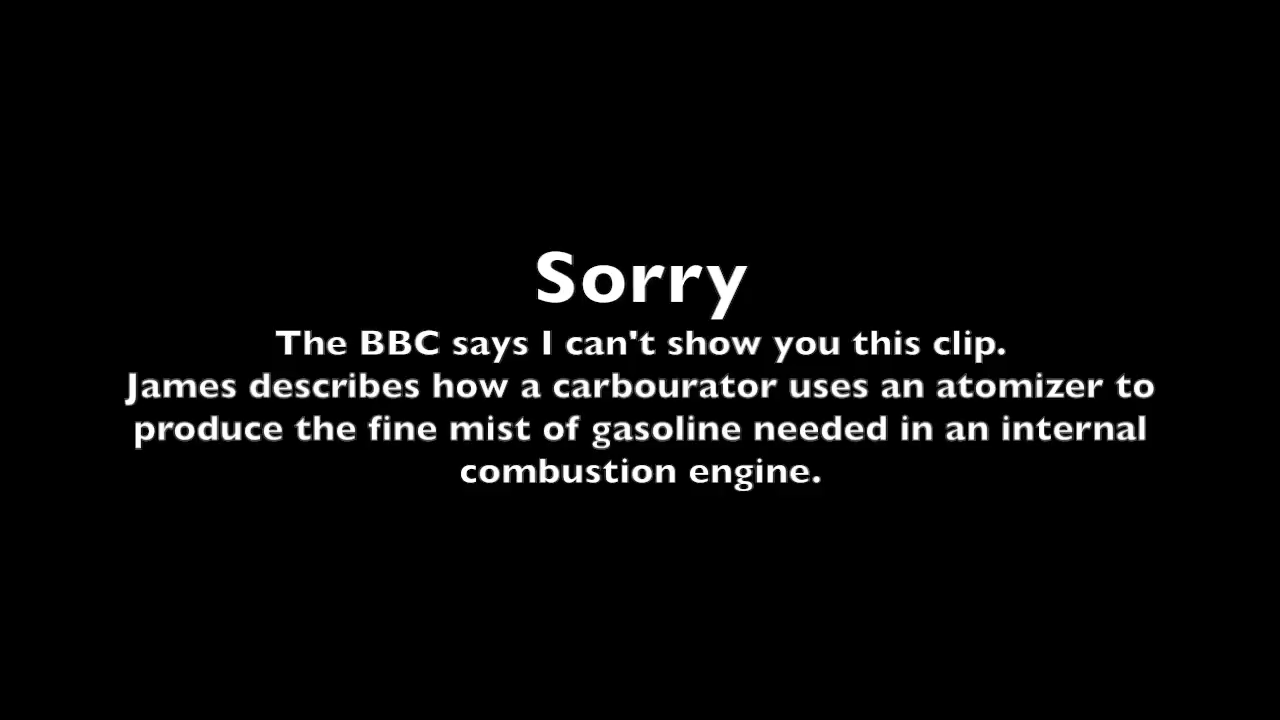 Sorry
The BBC says I can't show you this clip.
James describes how a carbourator uses an atomizer to
produce the fine mist of gasoline needed in an internal
combustion engine.